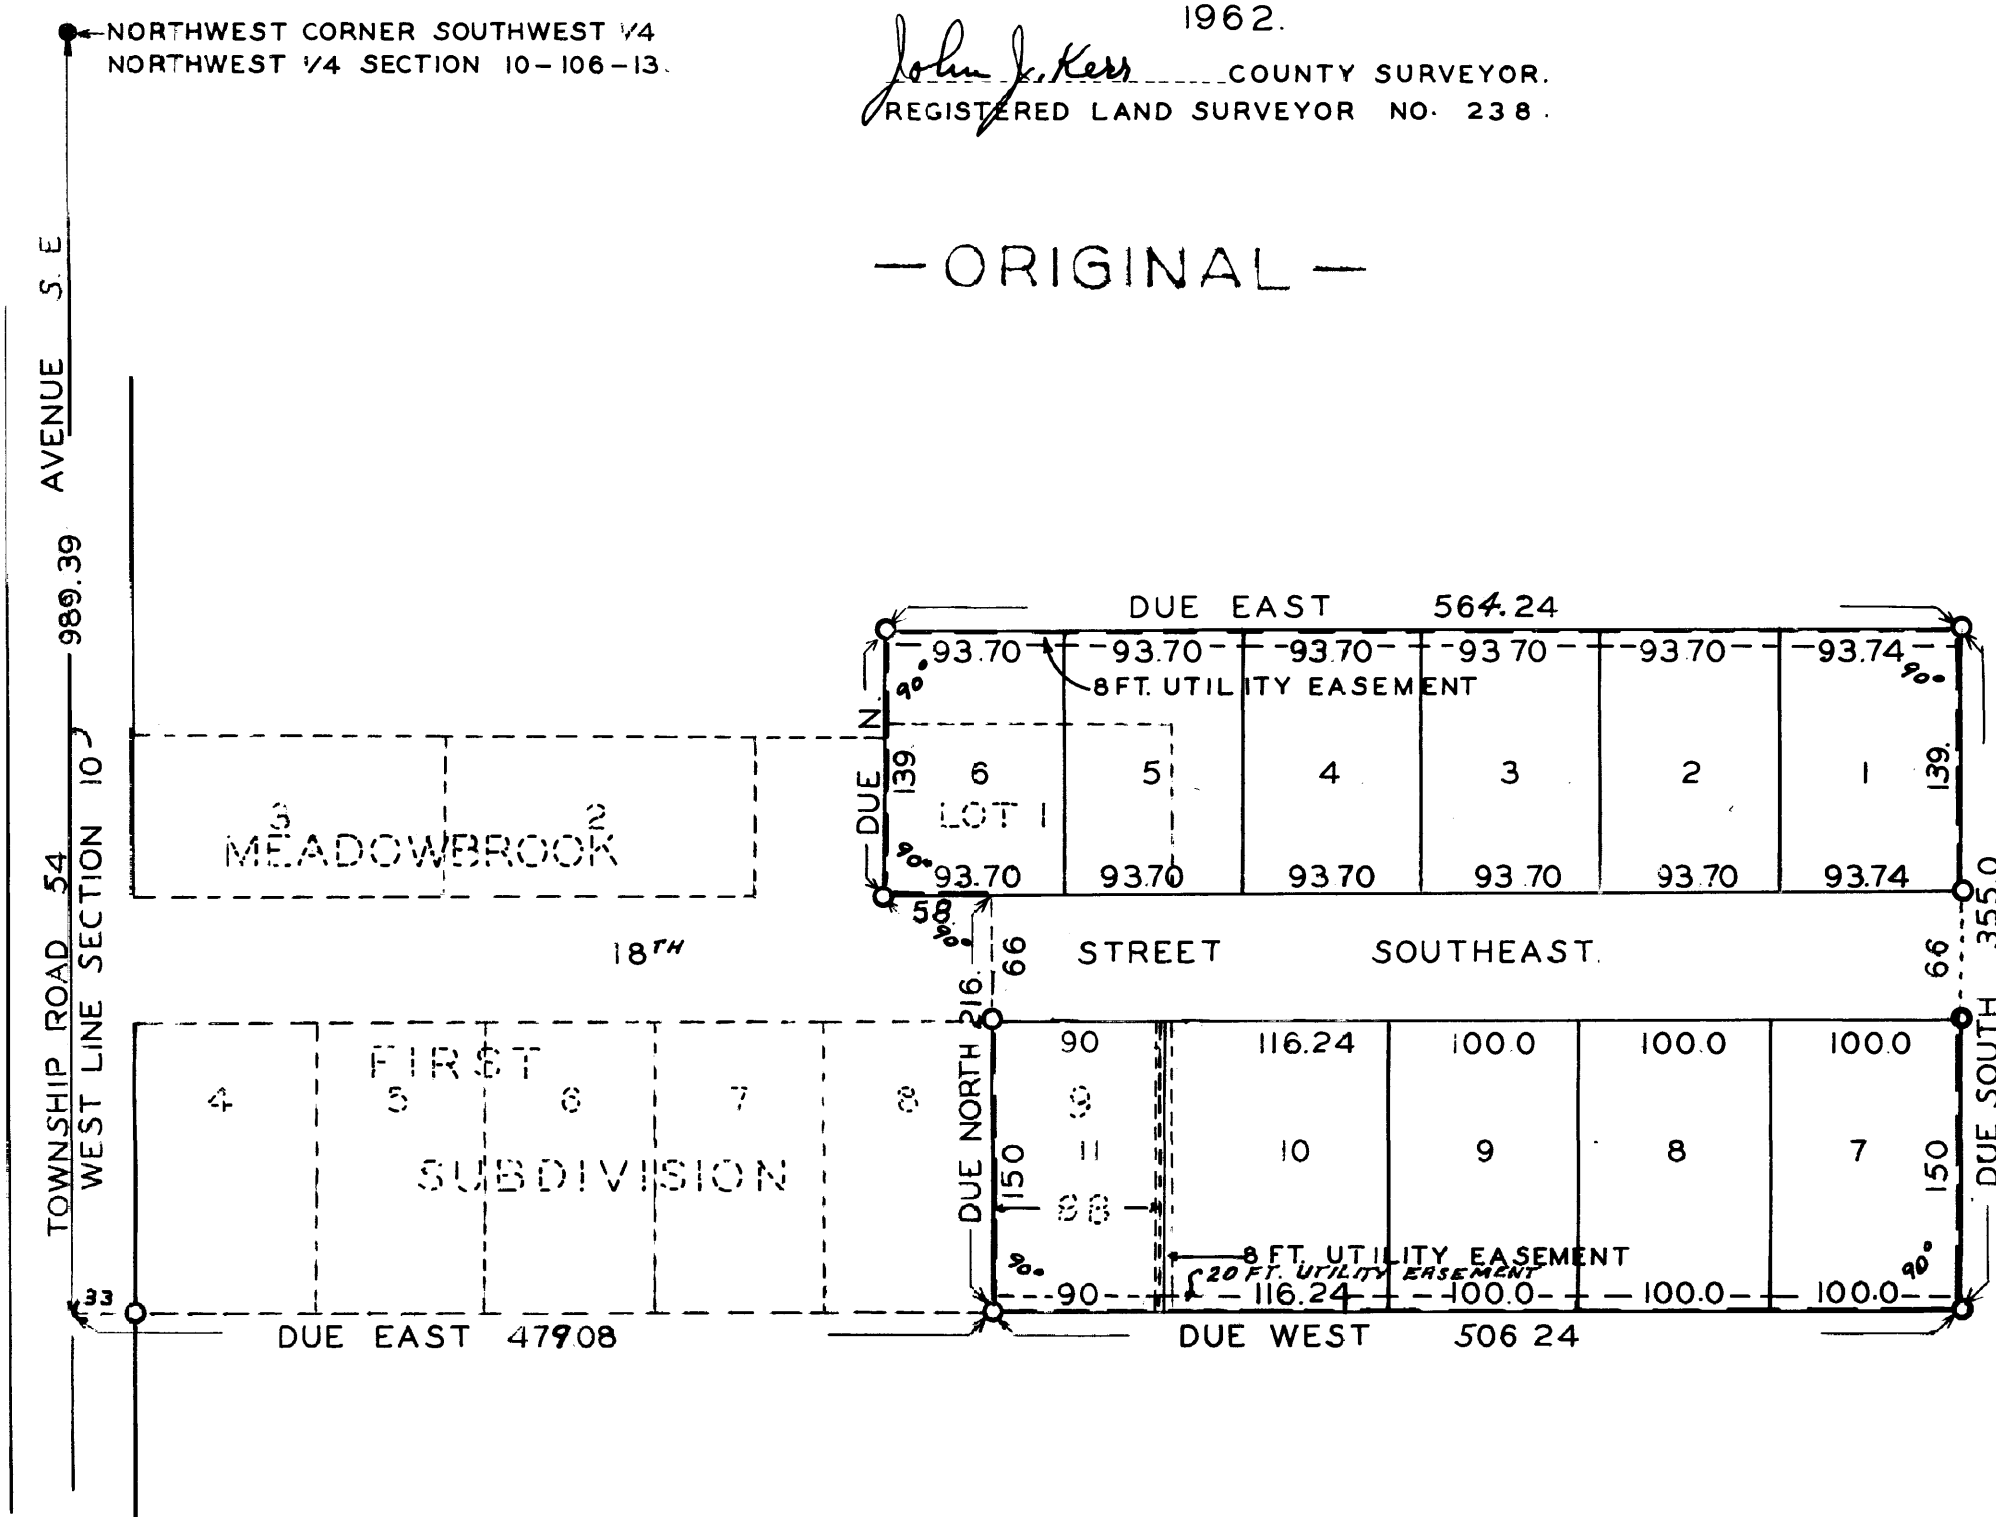 1962.
NORTHWEST CORNER SOUTHWEST 1/4
NORTHWEST 1/4 SECTION 10-106-13.
John J. Kerr COUNTY SURVEYOR.
REGISTERED LAND SURVEYOR NO. 238.
- ORIGINAL -
AVENUE S. E
989.39
TOWNSHIP ROAD 54
WEST LINE SECTION 10
DUE EAST 564.24
93.70 93.70 93.70 93 70 93.70 93.74
90°
90°
8 FT. UTILITY EASEMENT
DUE N.
139
139.
6 5 4 3 2 1
LOT 1
3 2
MEADOWBROOK
90°
93.70 93.70 93.70 93.70 93.70 93.74
58.
90°
66
66
18TH STREET SOUTHEAST.
DUE NORTH 216.
DUE SOUTH 355.0
90 116.24 100.0 100.0 100.0
FIRST
4 5 6 7 8 9
11 10 9 8 7
SUBDIVISION
150
150
88
90°
90°
8 FT. UTILITY EASEMENT
20 FT. UTILITY EASEMENT
33
90 116.24 100.0 100.0 100.0
DUE EAST 479.08
DUE WEST 506 24